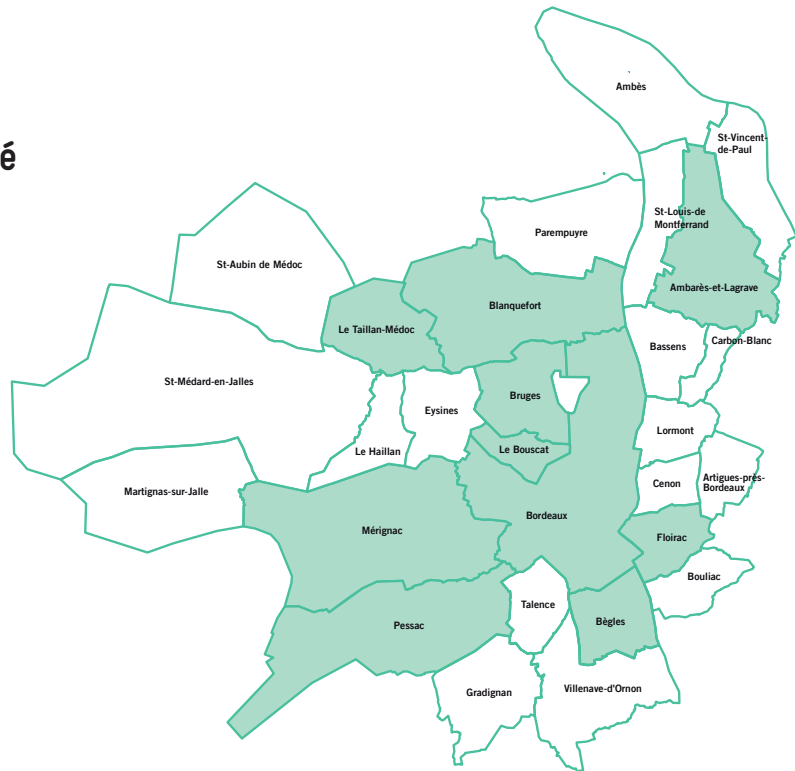 é
Ambès
St-Vincent-
de-Paul
St-Louis-de
Montferrand
Parempuyre
St-Aubin de Médoc
Ambarès-et-Lagrave
Blanquefort
Le Taillan-Médoc
Bassens
Carbon-Blanc
St-Médard-en-Jalles
Eysines
Bruges
Lormont
Le Haillan
Le Bouscat
Cenon
Artigues-près-
Bordeaux
Martignas-sur-Jalle
Bordeaux
Mérignac
Floirac
Bouliac
Talence
Pessac
Bègles
Gradignan
Villenave-d'Ornon